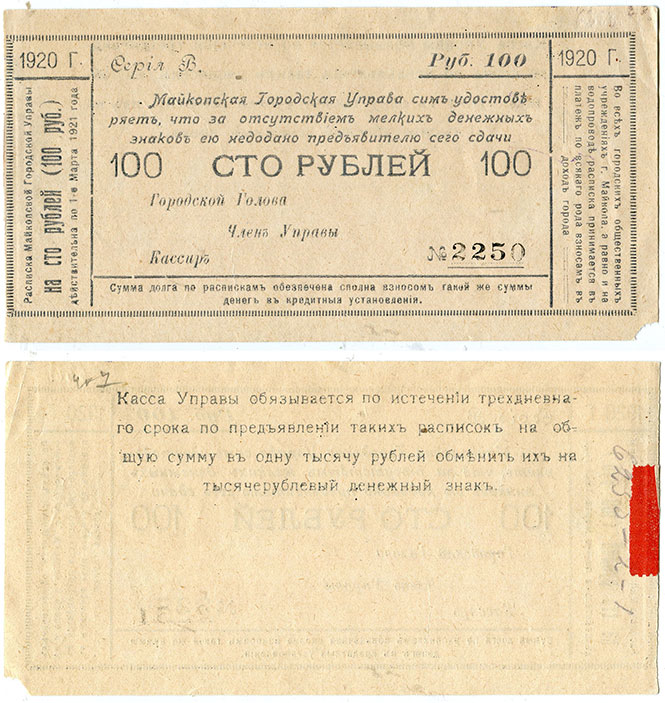 1920 Г.
Серія В.
Руб. 100
1920 Г.
Расписка Майкопской Городской Управы
на сто рублей (100 руб.)
дѣйствительна по 1-е Марта 1921 года
Майкопская Городская Управа симъ удостовѣ
ряетъ, что за отсутствіемъ мелкихъ денежныхъ
знаковъ ею недодано предъявителю сего сдачи
100 СТО РУБЛЕЙ 100
Городской Голова
Членъ Управы
Кассиръ
№ 2250
Сумма долга по распискамъ обезпечена сполна взносомъ такой же суммы
денегъ въ кредитные установленія.
Во всѣхъ городскихъ общественныхъ
учрежденіяхъ г. Майкопа, а равно и на
водопроводѣ, расписка принимается въ
платежъ по всякаго рода взносамъ въ
доходъ города
Касса Управы обязывается по истеченіи трехдневна-
го срока по предъявленіи такихъ расписокъ на об-
щую сумму въ одну тысячу рублей обмѣнить ихъ на
тысячерублевый денежный знакъ.